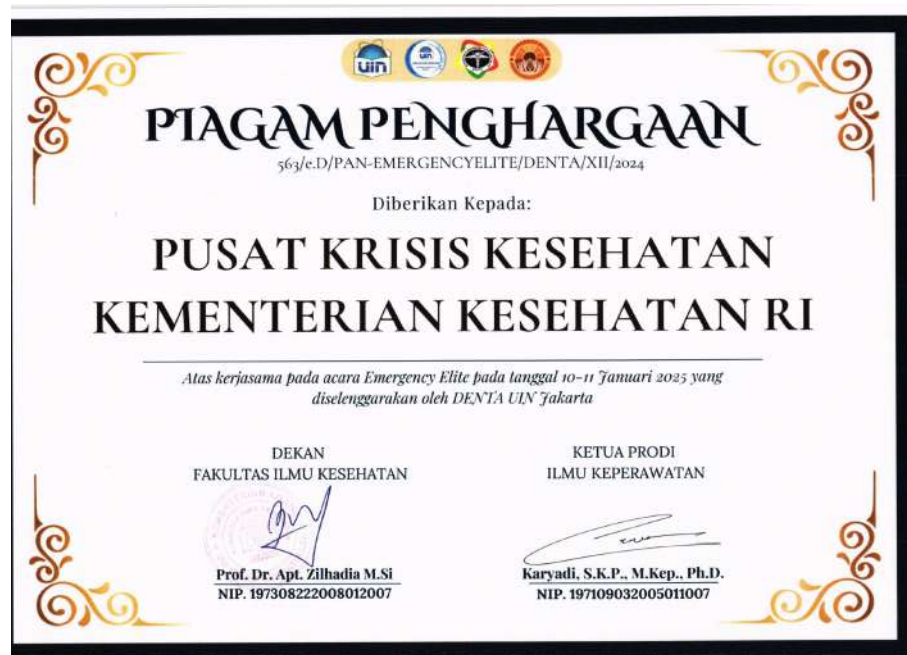 uin
PIAGAM PENGHARGAAN
563/e.D/PAN-EMERGENCYELITE/DENTA/XII/2024
Diberikan Kepada:
PUSAT KRISIS KESEHATAN
KEMENTERIAN KESEHATAN RI
Atas kerjasama pada acara Emergency Elite pada tanggal 10-11 Januari 2025 yang
diselenggarakan oleh DENTA UIN Jakarta
DEKAN
FAKULTAS ILMU KESEHATAN
Prof. Dr. Apt. Zilhadia M.Si
NIP. 197308222008012007
KETUA PRODI
ILMU KEPERAWATAN
Karyadi, S.K.P., M.Kep., Ph.D.
NIP. 197109032005011007